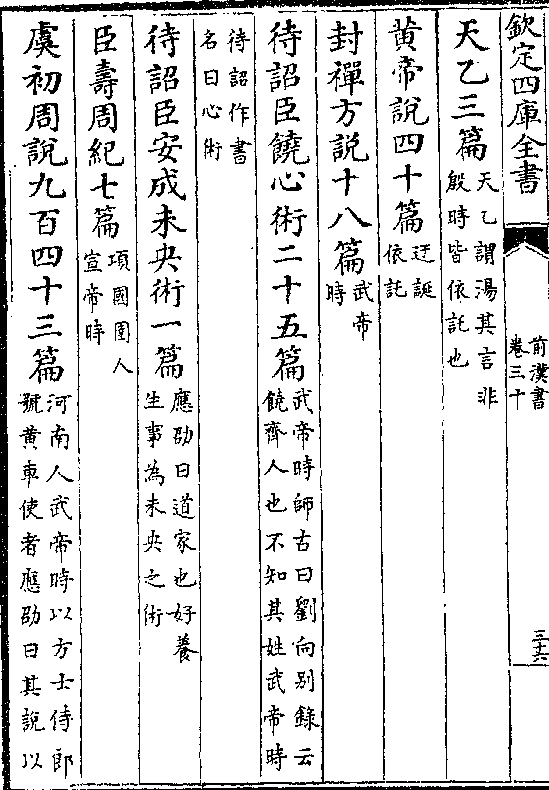 欽定四庫全書
前漢書
卷三十
三十六
天乙三篇天乙謂湯其言非
殷時皆依託也
黄帝說四十篇迂誕
依託
封禪方說十八篇武帝
時
待詔臣饒心術二十五篇武帝時師古曰劉向别錄云
饒齊人也不知其姓武帝時
待詔作書
名曰心術
待詔臣安成未央術一篇應劭曰道家也好養
生事為未央之術
臣壽周紀七篇項國圉人
宣帝時
虞初周說九百四十三篇河南人武帝時以方士侍郎
號黄車使者應劭曰其說以